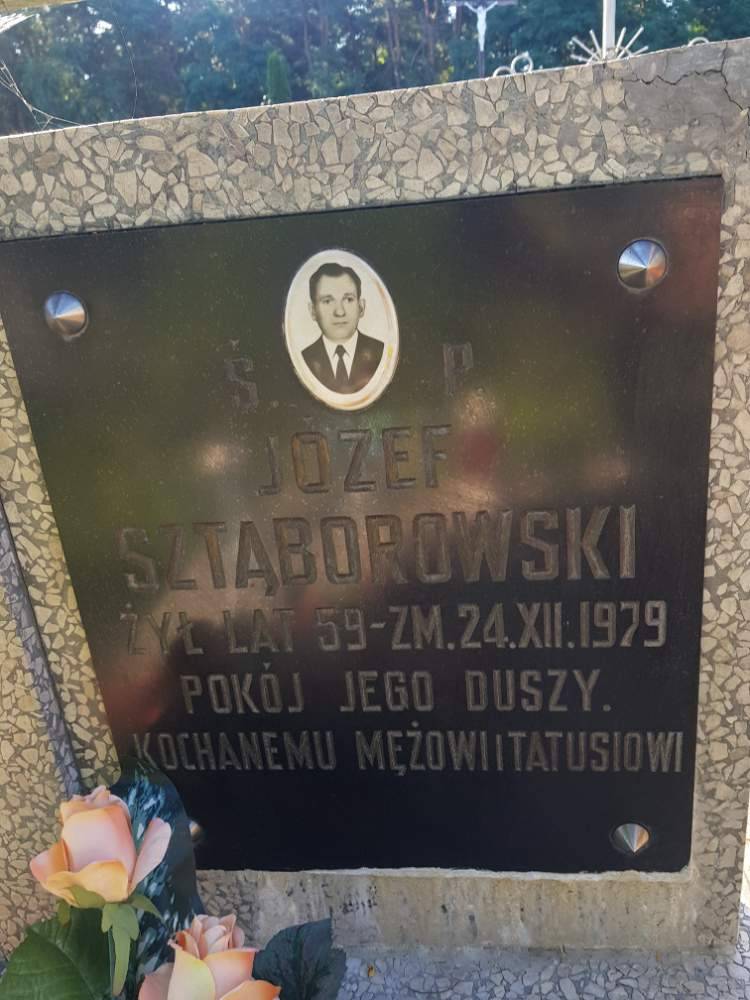 Ś. P.
JÓZEF
SZTĄBOROWSKI
ŻYŁ LAT 59-ZM.24.XII.1979
POKÓJ JEGO DUSZY.
KOCHANEMU MĘŻOWI i TATUSIOWI